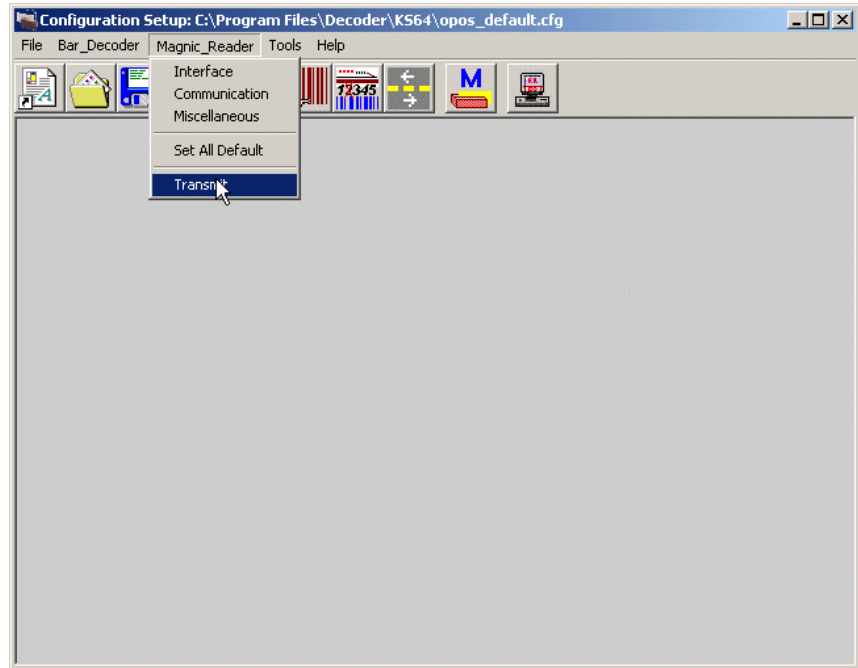 Configuration Setup: C:\Program Files\Decoder\KS64\opos_default.cfg
File Bar_Decoder Magnic_Reader Tools Help
Interface
Communication
Miscellaneous
Set All Default
Transmit
A
12345
M